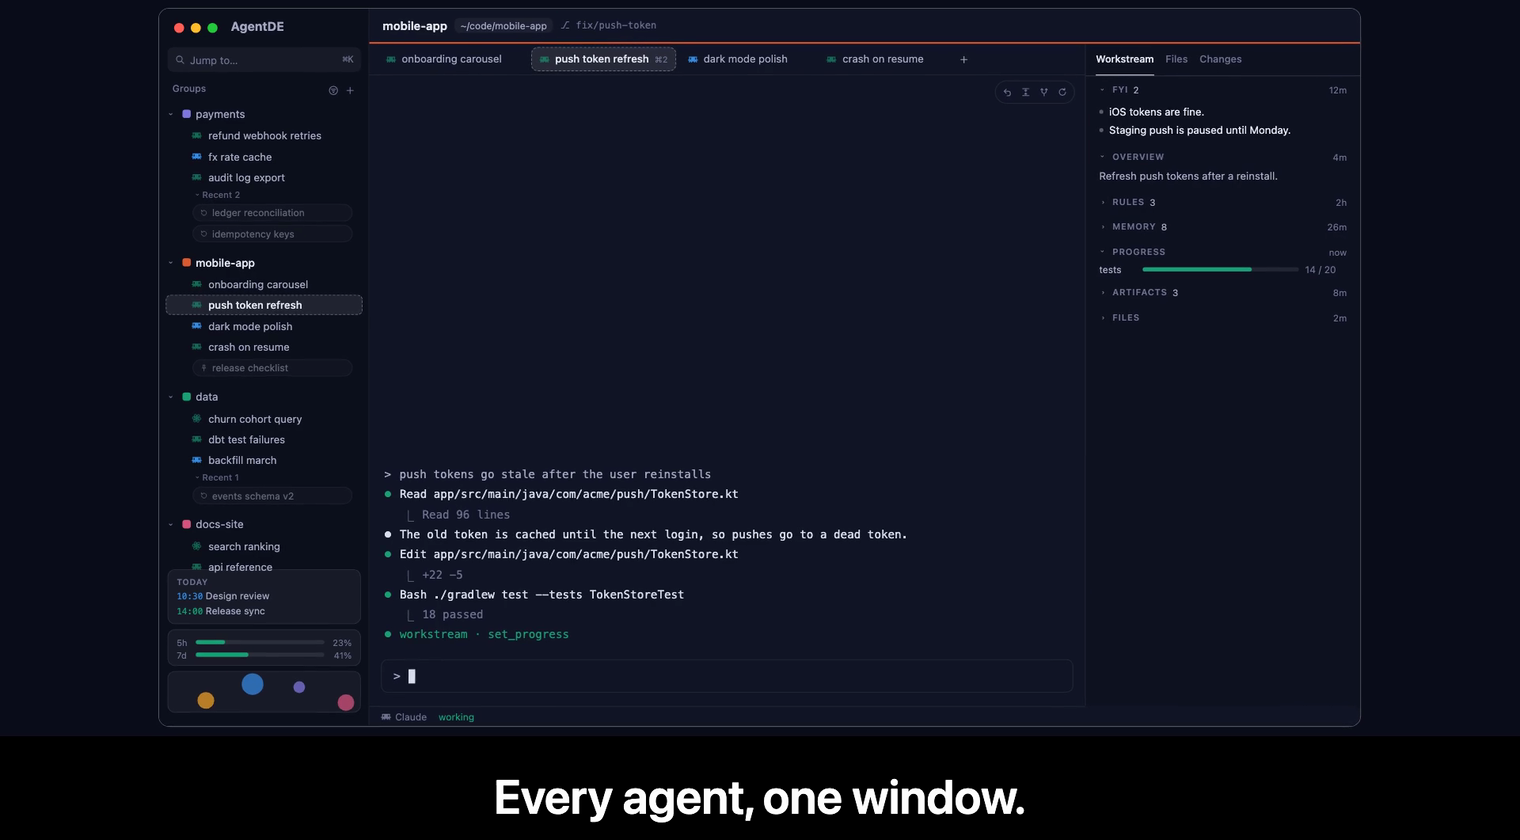 AgentDE
Jump to... ⌘K
Groups
payments
refund webhook retries
fx rate cache
audit log export
Recent 2
ledger reconciliation
idempotency keys
mobile-app
onboarding carousel
push token refresh
dark mode polish
crash on resume
release checklist
data
churn cohort query
dbt test failures
backfill march
Recent 1
events schema v2
docs-site
search ranking
api reference
TODAY
10:30 Design review
14:00 Release sync
5h 23%
7d 41%
mobile-app ~/code/mobile-app fix/push-token
onboarding carousel push token refresh ⌘2 dark mode polish crash on resume +
> push tokens go stale after the user reinstalls
Read app/src/main/java/com/acme/push/TokenStore.kt
Read 96 lines
The old token is cached until the next login, so pushes go to a dead token.
Edit app/src/main/java/com/acme/push/TokenStore.kt
+22 −5
Bash ./gradlew test --tests TokenStoreTest
18 passed
workstream · set_progress
>
Claude working
Workstream Files Changes
FYI 2 12m
iOS tokens are fine.
Staging push is paused until Monday.
OVERVIEW 4m
Refresh push tokens after a reinstall.
RULES 3 2h
MEMORY 8 26m
PROGRESS now
tests 14 / 20
ARTIFACTS 3 8m
FILES 2m
Every agent, one window.